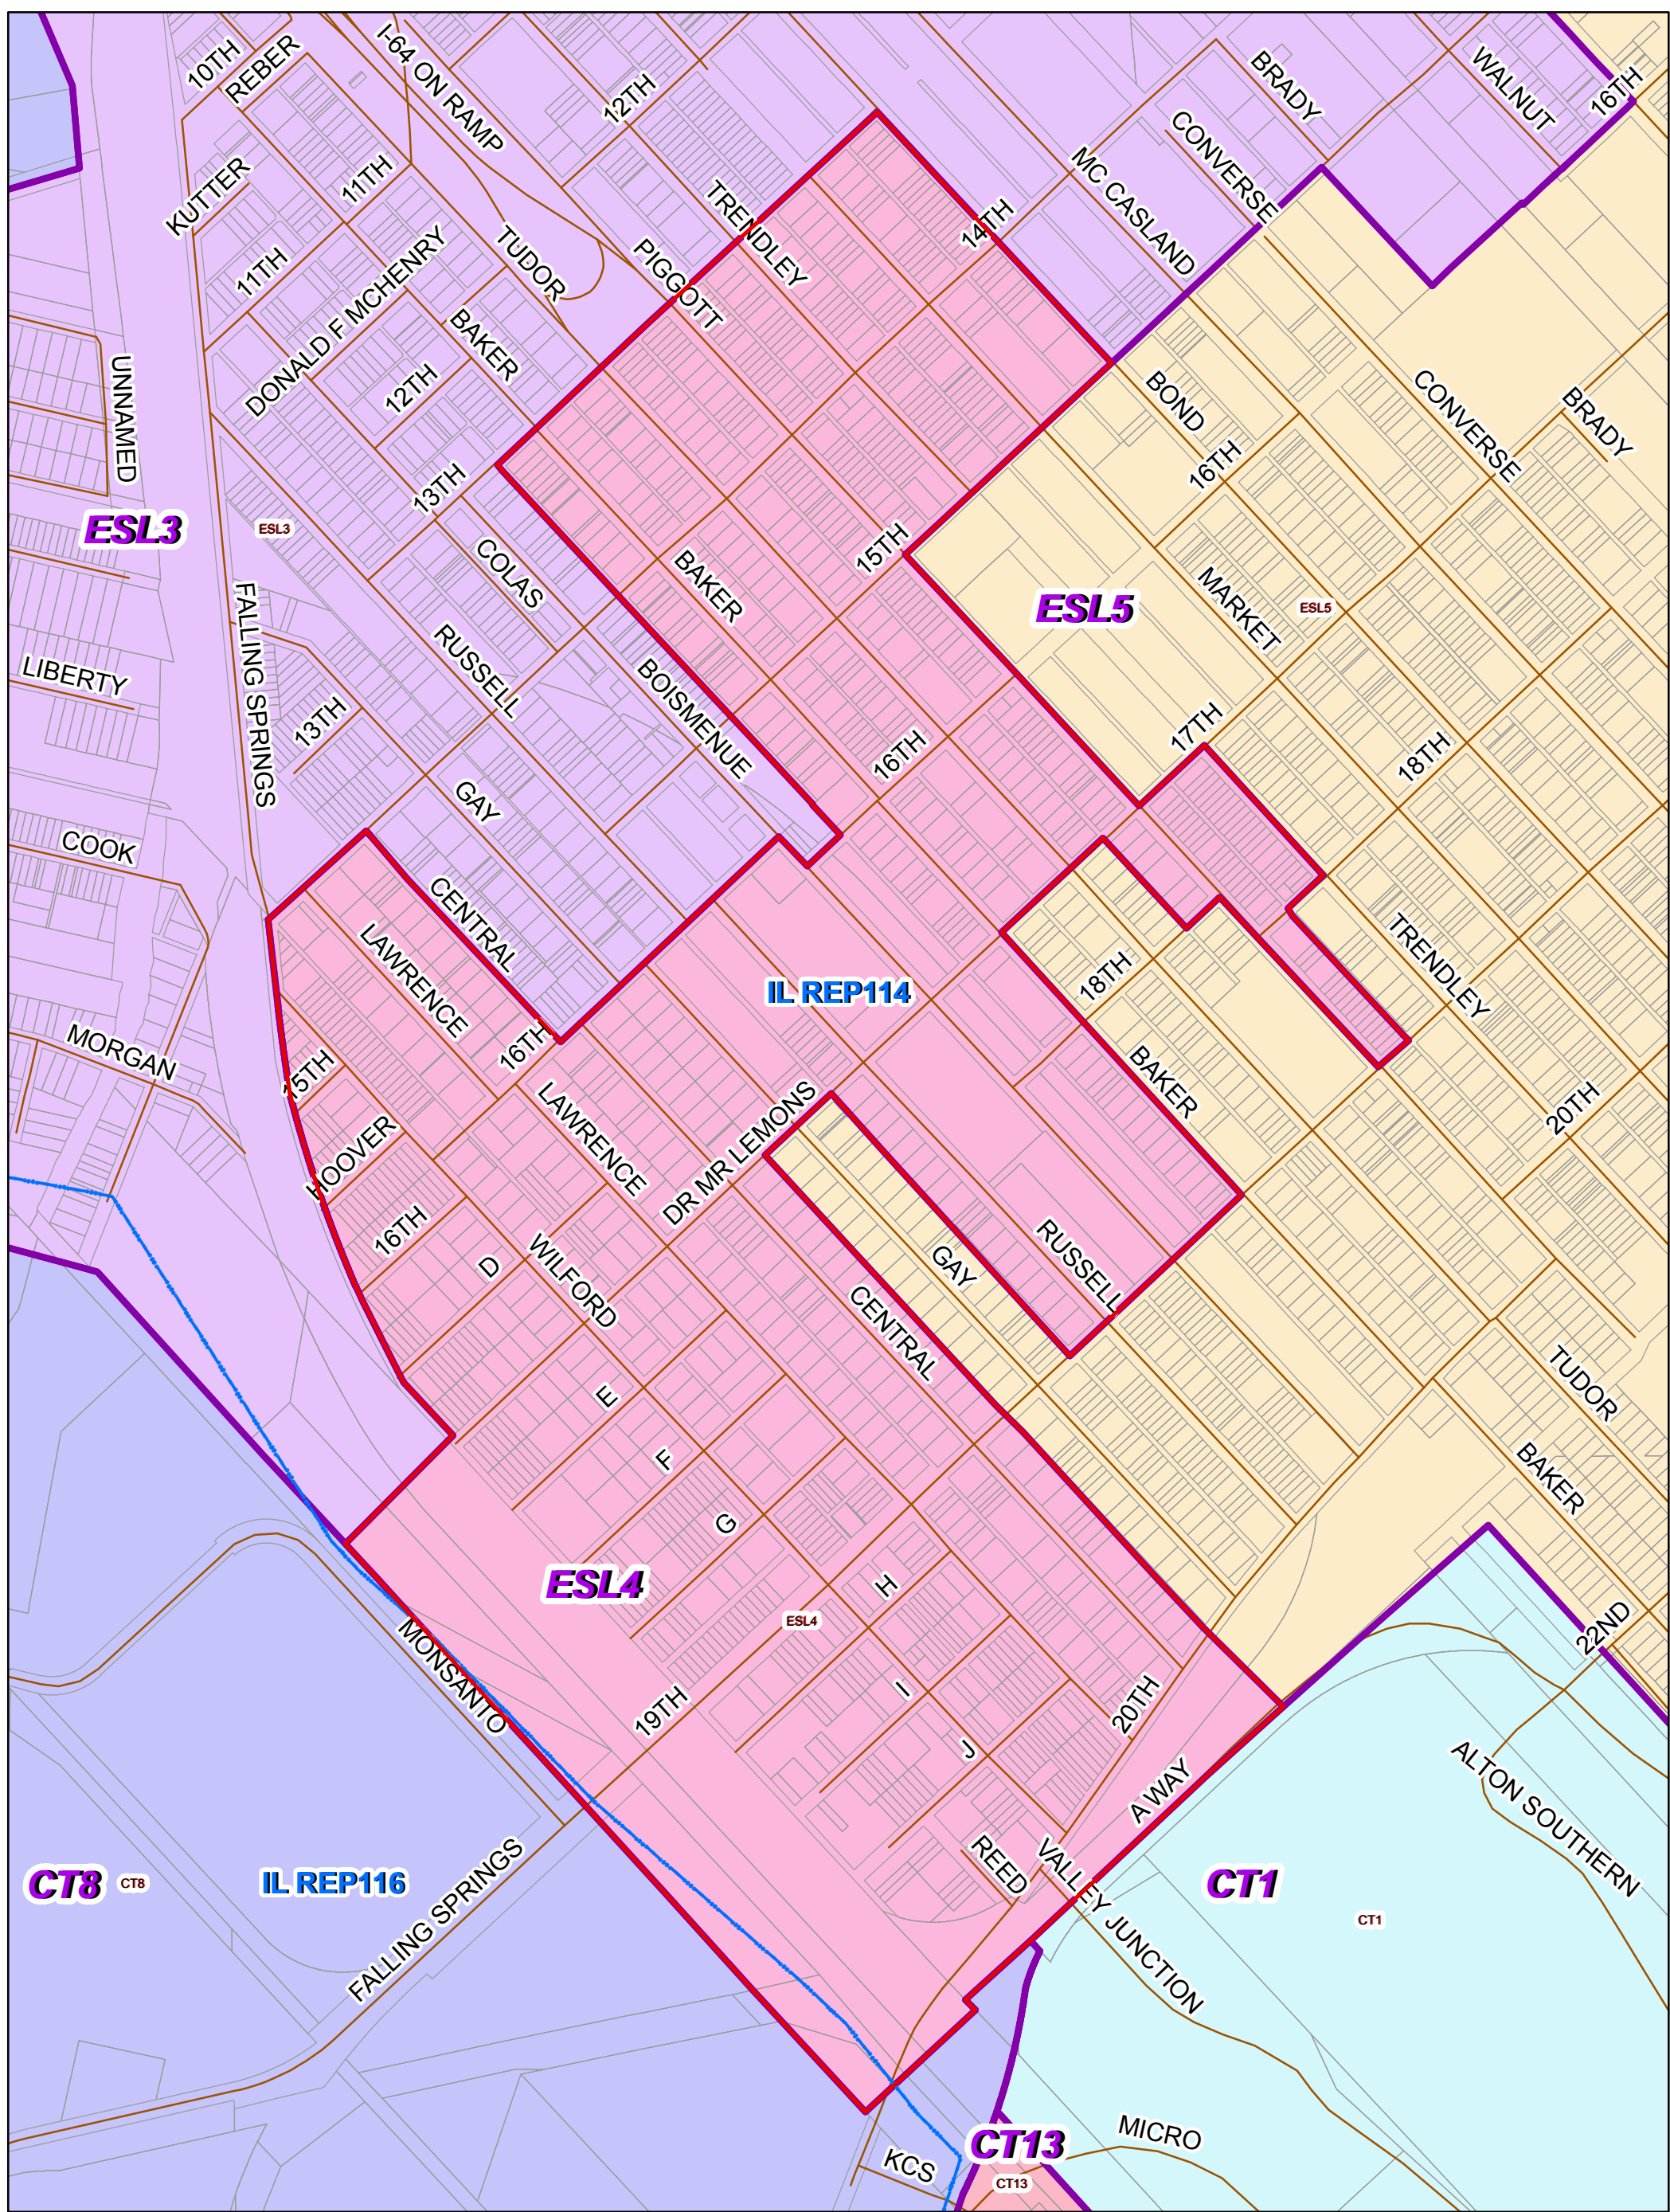 10TH
REBER
I-64 ON RAMP
12TH
BRADY
WALNUT
16TH
KUTTER
11TH
TRENDLEY
14TH
MC CASLAND
CONVERSE
11TH
DONALD F MCHENRY
TUDOR
PIGGOTT
UNNAMED
12TH
BAKER
BOND
16TH
CONVERSE
BRADY
ESL3
ESL3
13TH
COLAS
BAKER
15TH
ESL5
ESL5
MARKET
FALLING SPRINGS
RUSSELL
BOISMENUE
LIBERTY
13TH
16TH
17TH
18TH
GAY
COOK
CENTRAL
LAWRENCE
IL REP114
18TH
TRENDLEY
MORGAN
15TH
16TH
BAKER
20TH
HOOVER
LAWRENCE
DR MR LEMONS
16TH
D
WILFORD
GAY
RUSSELL
CENTRAL
E
TUDOR
F
G
BAKER
ESL4
ESL4
H
MONSANTO
19TH
I
J
20TH
22ND
A WAY
ALTON SOUTHERN
CT8
CT8
IL REP116
FALLING SPRINGS
REED
VALLEY JUNCTION
CT1
CT1
CT13
CT13
MICRO
KCS